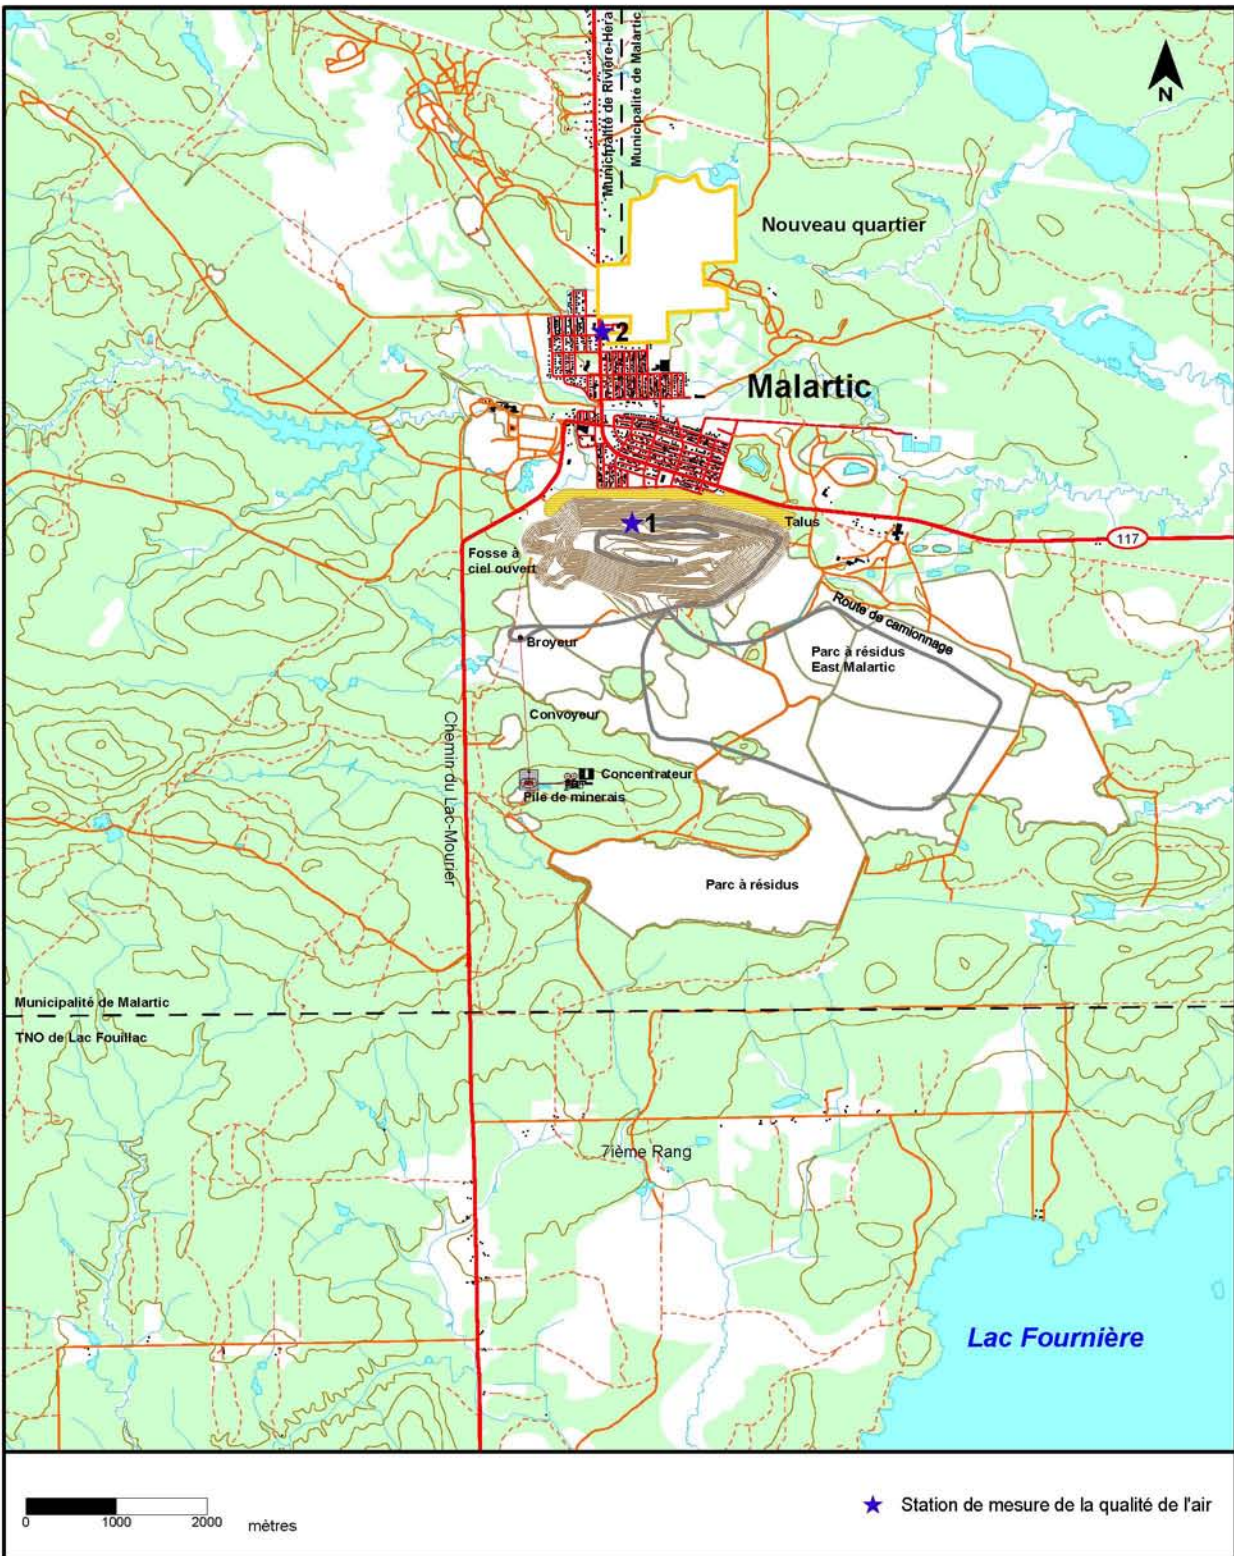 Municipalité de Rivière-Héra
Municipalité de Malartic
N
Nouveau quartier
2
Malartic
1
Talus
117
Fosse à
ciel ouvert
Route de camionnage
Broyeur
Parc à résidus
East Malartic
Convoyeur
Chemin du Lac-Mourier
Concentrateur
Pile de minerais
Parc à résidus
Municipalité de Malartic
TNO de Lac Fouillac
7ième Rang
Lac Fournière
0 1000 2000 mètres
Station de mesure de la qualité de l'air